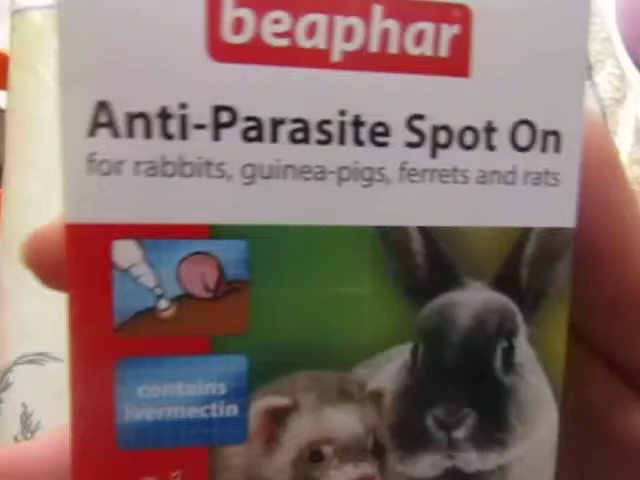 beaphar
Anti-Parasite Spot On
for rabbits, guinea-pigs, ferrets and rats
contains
ivermectin